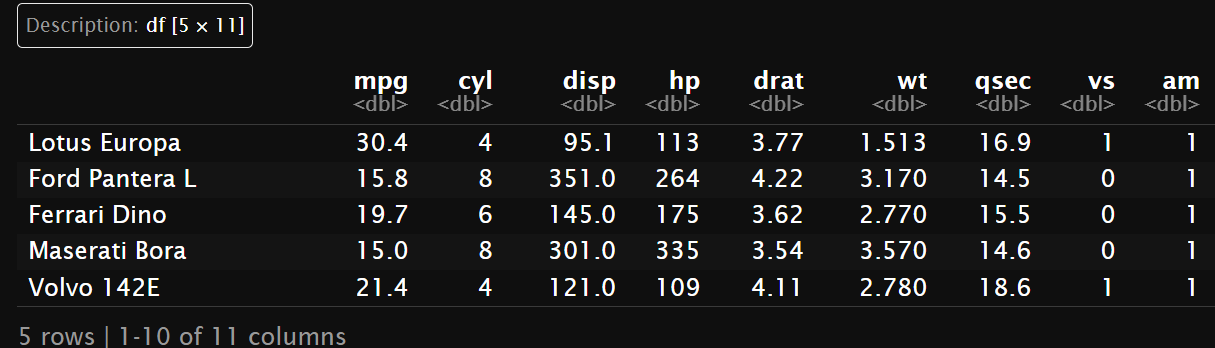 Description: df [5 × 11]
mpg cyl disp hp drat wt qsec vs am
<dbl> <dbl> <dbl> <dbl> <dbl> <dbl> <dbl> <dbl> <dbl>
Lotus Europa 30.4 4 95.1 113 3.77 1.513 16.9 1 1
Ford Pantera L 15.8 8 351.0 264 4.22 3.170 14.5 0 1
Ferrari Dino 19.7 6 145.0 175 3.62 2.770 15.5 0 1
Maserati Bora 15.0 8 301.0 335 3.54 3.570 14.6 0 1
Volvo 142E 21.4 4 121.0 109 4.11 2.780 18.6 1 1
5 rows | 1-10 of 11 columns